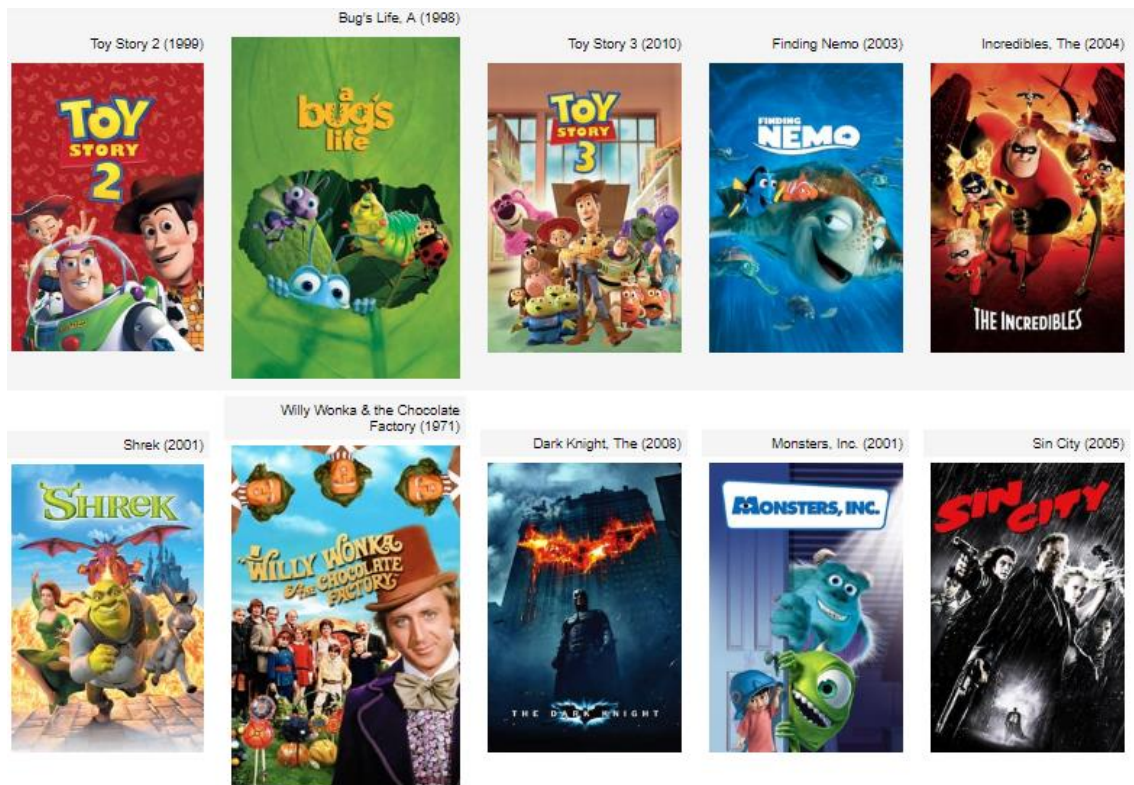 Bug's Life, A (1998)
Toy Story 2 (1999)
Toy Story 3 (2010)
Finding Nemo (2003)
Incredibles, The (2004)
TOY
STORY
2
a
bug's
life
TOY
STORY
3
FINDING
NEMO
THE INCREDIBLES
Willy Wonka & the Chocolate
Factory (1971)
Shrek (2001)
Dark Knight, The (2008)
Monsters, Inc. (2001)
Sin City (2005)
SHREK
WILLY WONKA
& THE CHOCOLATE
FACTORY
THE DARK KNIGHT
MONSTERS, INC.
SIN
CITY